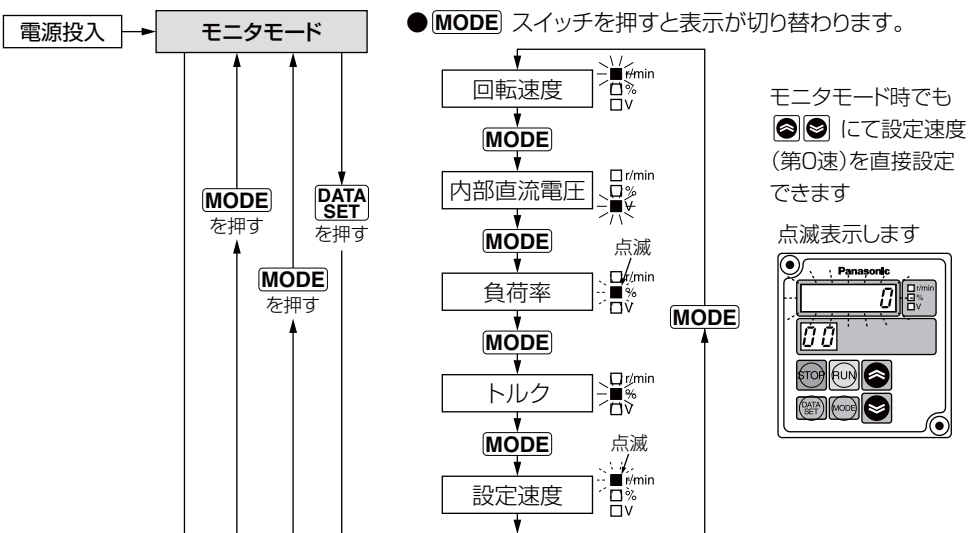 電源投入
モニタモード
MODE
を押す
MODE
を押す
DATA
SET
を押す
●MODE スイッチを押すと表示が切り替わります。
回転速度
r/min
%
V
MODE
内部直流電圧
r/min
%
V
MODE
点滅
負荷率
r/min
%
V
MODE
トルク
r/min
%
V
MODE
点滅
設定速度
r/min
%
V
MODE
モニタモード時でも
にて設定速度
(第0速)を直接設定
できます
点滅表示します
Panasonic
0
r/min
%
V
00
STOP
RUN
DATA
SET
MODE